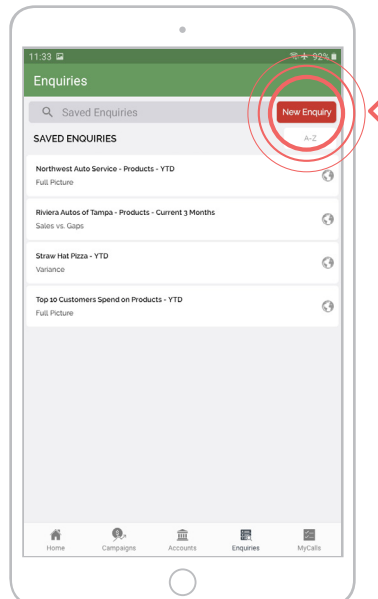 11:33
92%
Enquiries
Saved Enquiries
New Enquiry
SAVED ENQUIRIES
A-Z
Northwest Auto Service - Products - YTD
Full Picture
Riviera Autos of Tampa - Products - Current 3 Months
Sales vs. Gaps
Straw Hat Pizza - YTD
Variance
Top 10 Customers Spend on Products - YTD
Full Picture
Home
Campaigns
Accounts
Enquiries
MyCalls